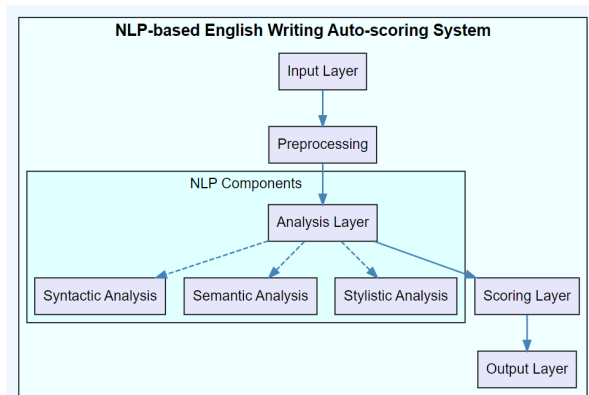 NLP-based English Writing Auto-scoring System
Input Layer
Preprocessing
NLP Components
Analysis Layer
Syntactic Analysis
Semantic Analysis
Stylistic Analysis
Scoring Layer
Output Layer